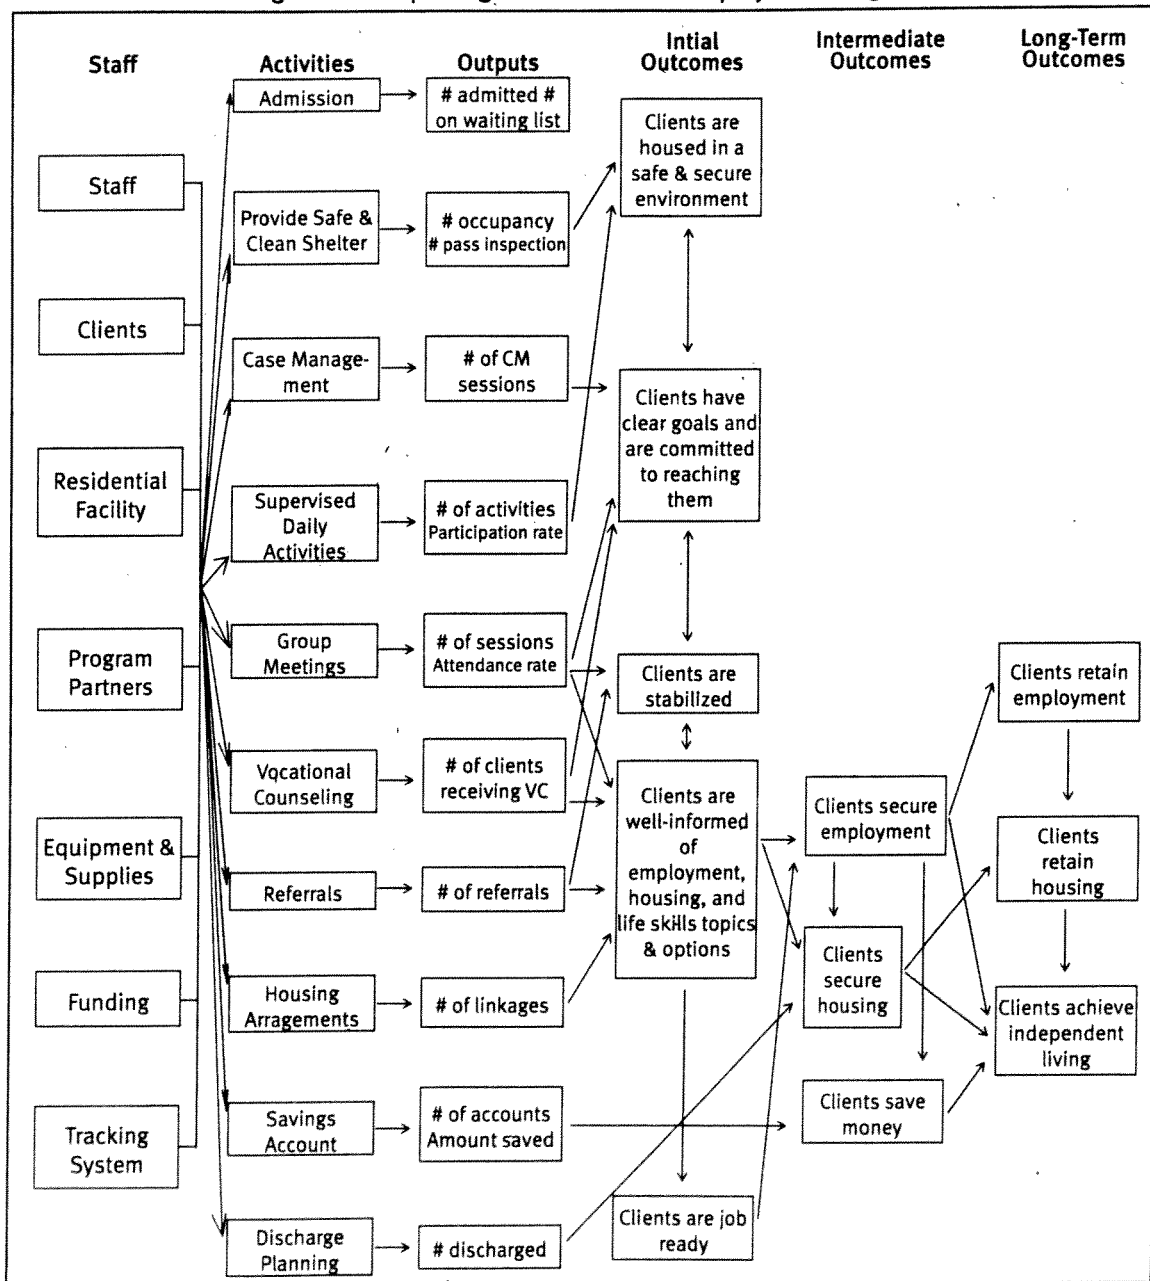 Staff
Activities
Outputs
Intial
Outcomes
Intermediate
Outcomes
Long-Term
Outcomes
Staff
Clients
Residential
Facility
Program
Partners
Equipment &
Supplies
Funding
Tracking
System
Admission
Provide Safe &
Clean Shelter
Case Manage-
ment
Supervised
Daily
Activities
Group
Meetings
Vocational
Counseling
Referrals
Housing
Arragements
Savings
Account
Discharge
Planning
# admitted #
on waiting list
# occupancy
# pass inspection
# of CM
sessions
# of activities
Participation rate
# of sessions
Attendance rate
# of clients
receiving VC
# of referrals
# of linkages
# of accounts
Amount saved
# discharged
Clients are
housed in a
safe & secure
environment
Clients have
clear goals and
are committed
to reaching
them
Clients are
stabilized
Clients are
well-informed
of
employment,
housing, and
life skills topics
& options
Clients are job
ready
Clients secure
employment
Clients
secure
housing
Clients save
money
Clients retain
employment
Clients
retain
housing
Clients achieve
independent
living